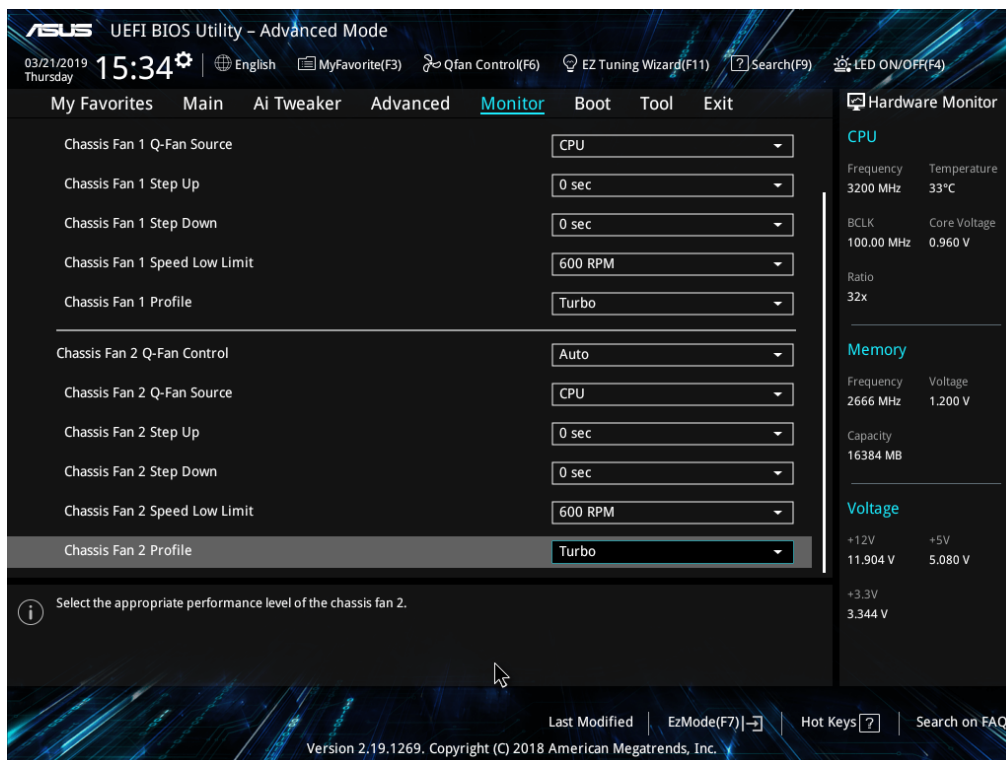 ASUS UEFI BIOS Utility – Advanced Mode
03/21/2019 Thursday 15:34 English MyFavorite(F3) Qfan Control(F6) EZ Tuning Wizard(F11) ? Search(F9) LED ON/OFF(F4)
My Favorites Main Ai Tweaker Advanced Monitor Boot Tool Exit
Chassis Fan 1 Q-Fan Source CPU
Chassis Fan 1 Step Up 0 sec
Chassis Fan 1 Step Down 0 sec
Chassis Fan 1 Speed Low Limit 600 RPM
Chassis Fan 1 Profile Turbo
Chassis Fan 2 Q-Fan Control Auto
Chassis Fan 2 Q-Fan Source CPU
Chassis Fan 2 Step Up 0 sec
Chassis Fan 2 Step Down 0 sec
Chassis Fan 2 Speed Low Limit 600 RPM
Chassis Fan 2 Profile Turbo
i Select the appropriate performance level of the chassis fan 2.
Hardware Monitor
CPU
Frequency Temperature
3200 MHz 33°C
BCLK Core Voltage
100.00 MHz 0.960 V
Ratio
32x
Memory
Frequency Voltage
2666 MHz 1.200 V
Capacity
16384 MB
Voltage
+12V +5V
11.904 V 5.080 V
+3.3V
3.344 V
Last Modified EzMode(F7) Hot Keys ? Search on FAQ
Version 2.19.1269. Copyright (C) 2018 American Megatrends, Inc.